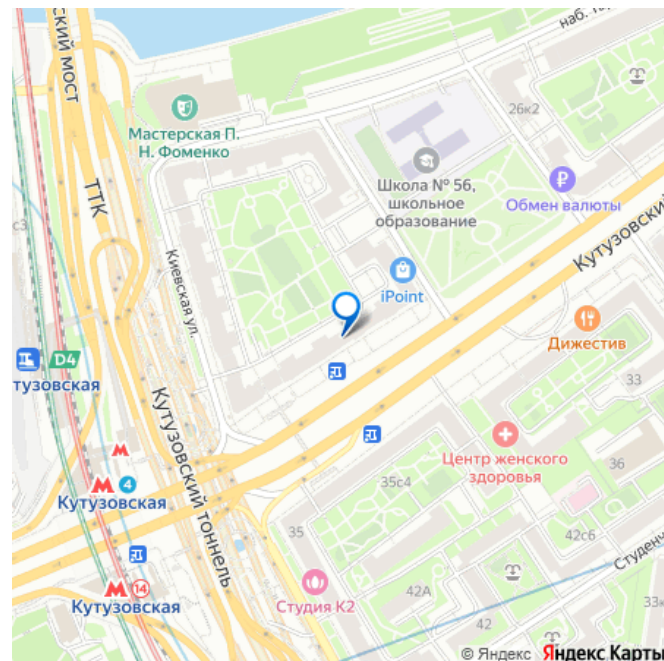 ский мост
наб. Т
26к2
Мастерская П.
Н. Фоменко
ТТК
Школа № 56,
школьное
образование
Обмен валюты
с3
Киевская ул.
Кутузовский
iPoint
D4
тузовская
Дижестив
33
Кутузовский тоннель
M
M 4
Кутузовская
35с4
Центр женского
здоровья
36
35
42с6
Студенч
M 14
Кутузовская
Студия К2
42А
42
© Яндекс Яндекс Карты